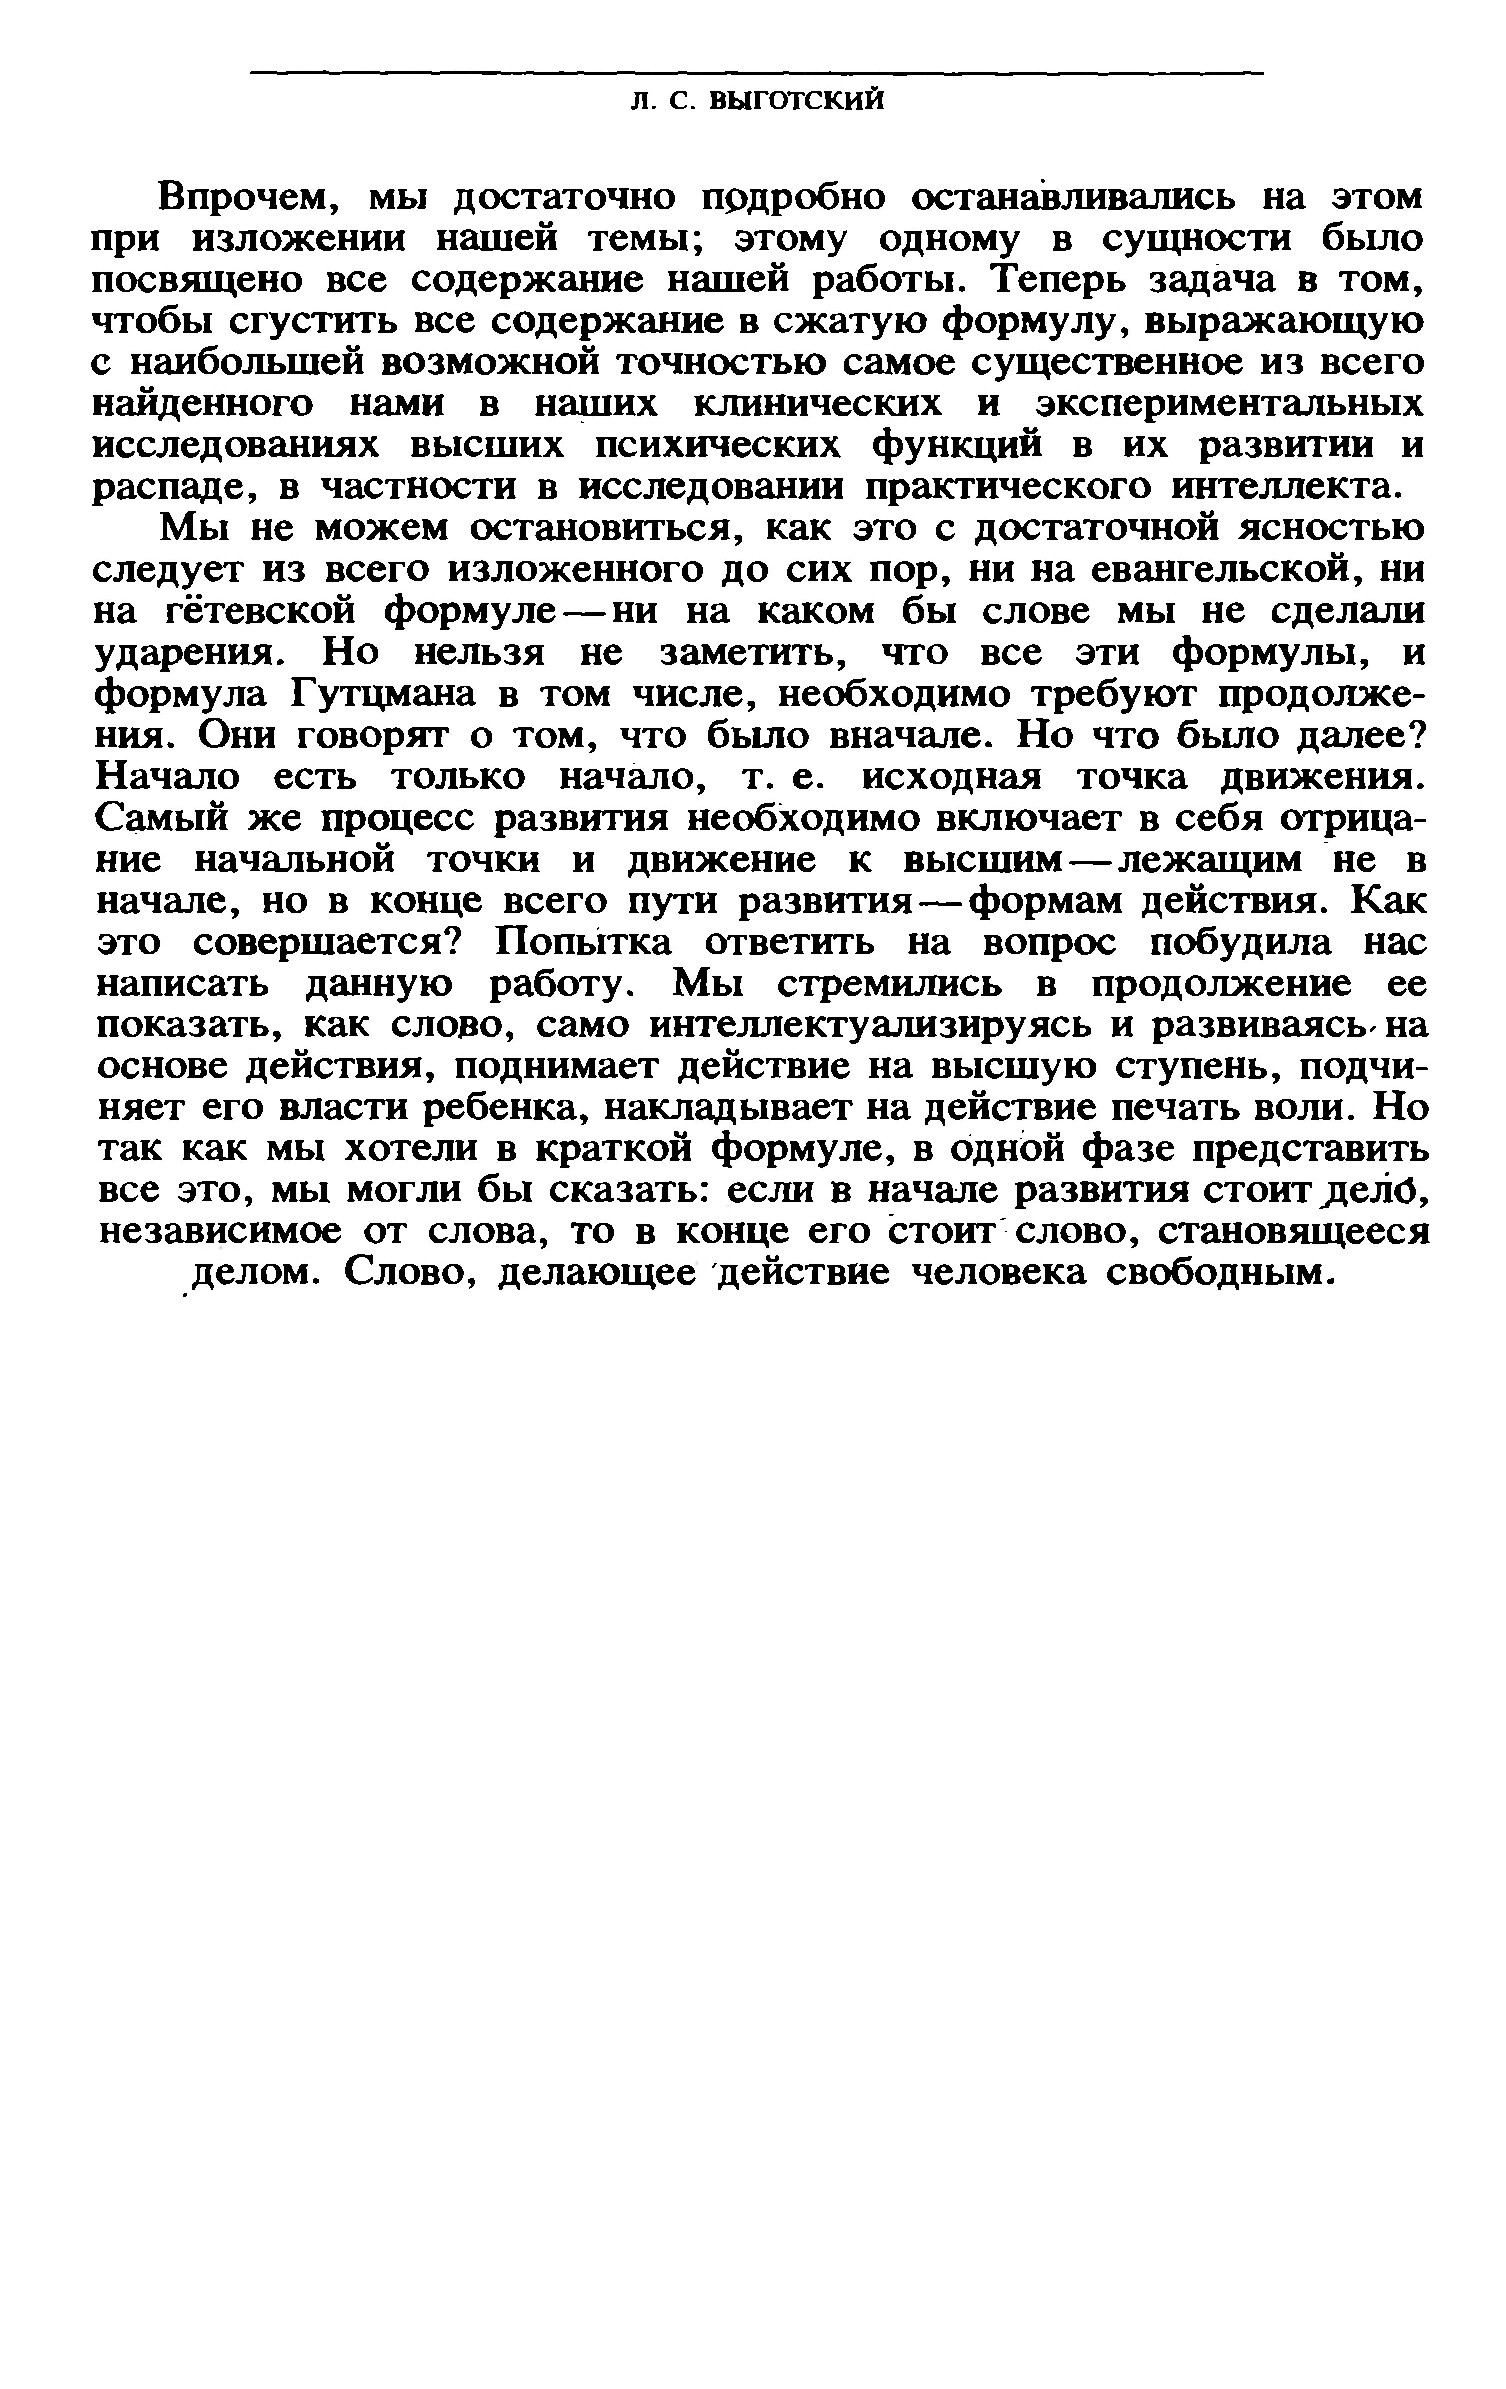 Л. С. ВЫГОТСКИЙ
Впрочем, мы достаточно подробно останавливались на этом
при изложении нашей темы; этому одному в сущности было
посвящено все содержание нашей работы. Теперь задача в том,
чтобы сгустить все содержание в сжатую формулу, выражающую
с наибольшей возможной точностью самое существенное из всего
найденного нами в наших клинических и экспериментальных
исследованиях высших психических функций в их развитии и
распаде, в частности в исследовании практического интеллекта.
Мы не можем остановиться, как это с достаточной ясностью
следует из всего изложенного до сих пор, ни на евангельской, ни
на гётевской формуле — ни на каком бы слове мы не сделали
ударения. Но нельзя не заметить, что все эти формулы, и
формула Гутцмана в том числе, необходимо требуют продолже-
ния. Они говорят о том, что было вначале. Но что было далее?
Начало есть только начало, т. е. исходная точка движения.
Самый же процесс развития необходимо включает в себя отрица-
ние начальной точки и движение к высшим — лежащим не в
начале, но в конце всего пути развития — формам действия. Как
это совершается? Попытка ответить на вопрос побудила нас
написать данную работу. Мы стремились в продолжение ее
показать, как слово, само интеллектуализируясь и развиваясь на
основе действия, поднимает действие на высшую ступень, подчи-
няет его власти ребенка, накладывает на действие печать воли. Но
так как мы хотели в краткой формуле, в одной фазе представить
все это, мы могли бы сказать: если в начале развития стоит дело,
независимое от слова, то в конце его стоит слово, становящееся
делом. Слово, делающее действие человека свободным.